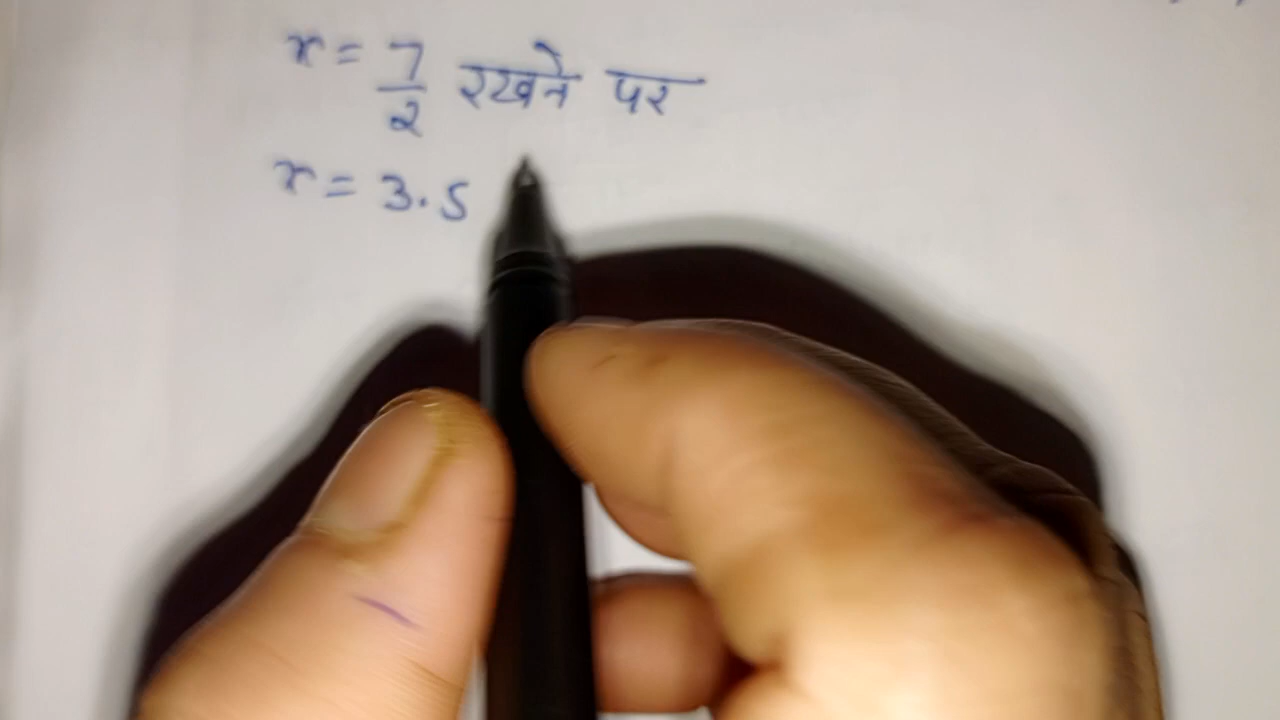 x = 7/2 रखने पर
x = 3.5